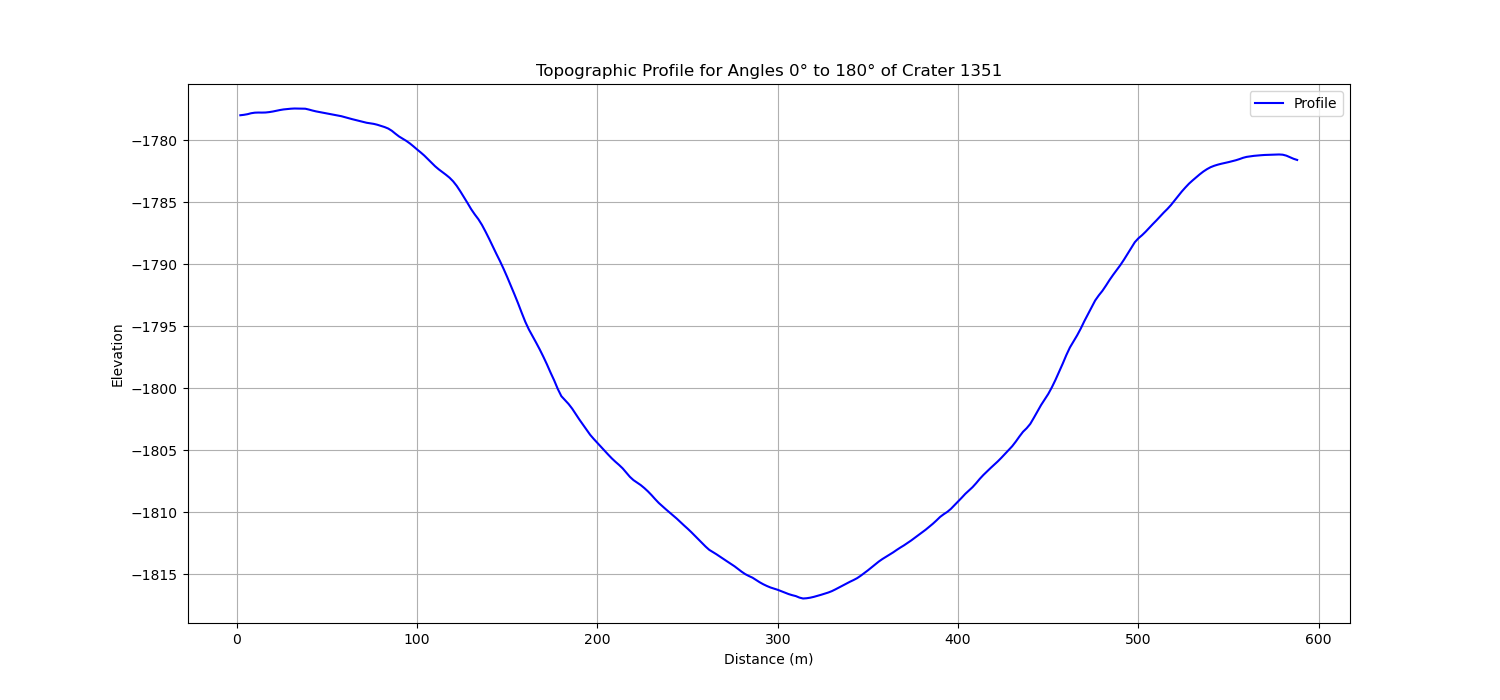 Topographic Profile for Angles 0° to 180° of Crater 1351
Profile
−1780
−1785
−1790
−1795
−1800
−1805
−1810
−1815
Elevation
0 100 200 300 400 500 600
Distance (m)